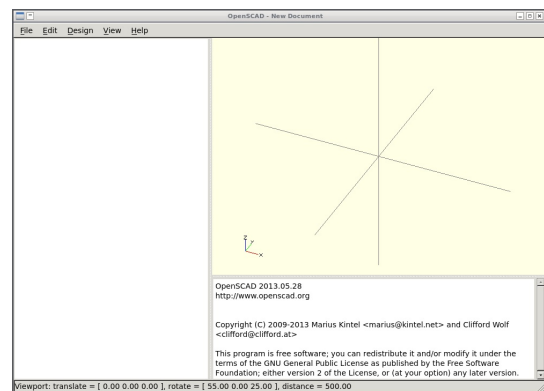 OpenSCAD - New Document
File Edit Design View Help
Z
Y
X
OpenSCAD 2013.05.28
http://www.openscad.org
Copyright (C) 2009-2013 Marius Kintel <marius@kintel.net> and Clifford Wolf
<clifford@clifford.at>
This program is free software; you can redistribute it and/or modify it under the
terms of the GNU General Public License as published by the Free Software
Foundation; either version 2 of the License, or (at your option) any later version.
Viewport: translate = [ 0.00 0.00 0.00 ], rotate = [ 55.00 0.00 25.00 ], distance = 500.00